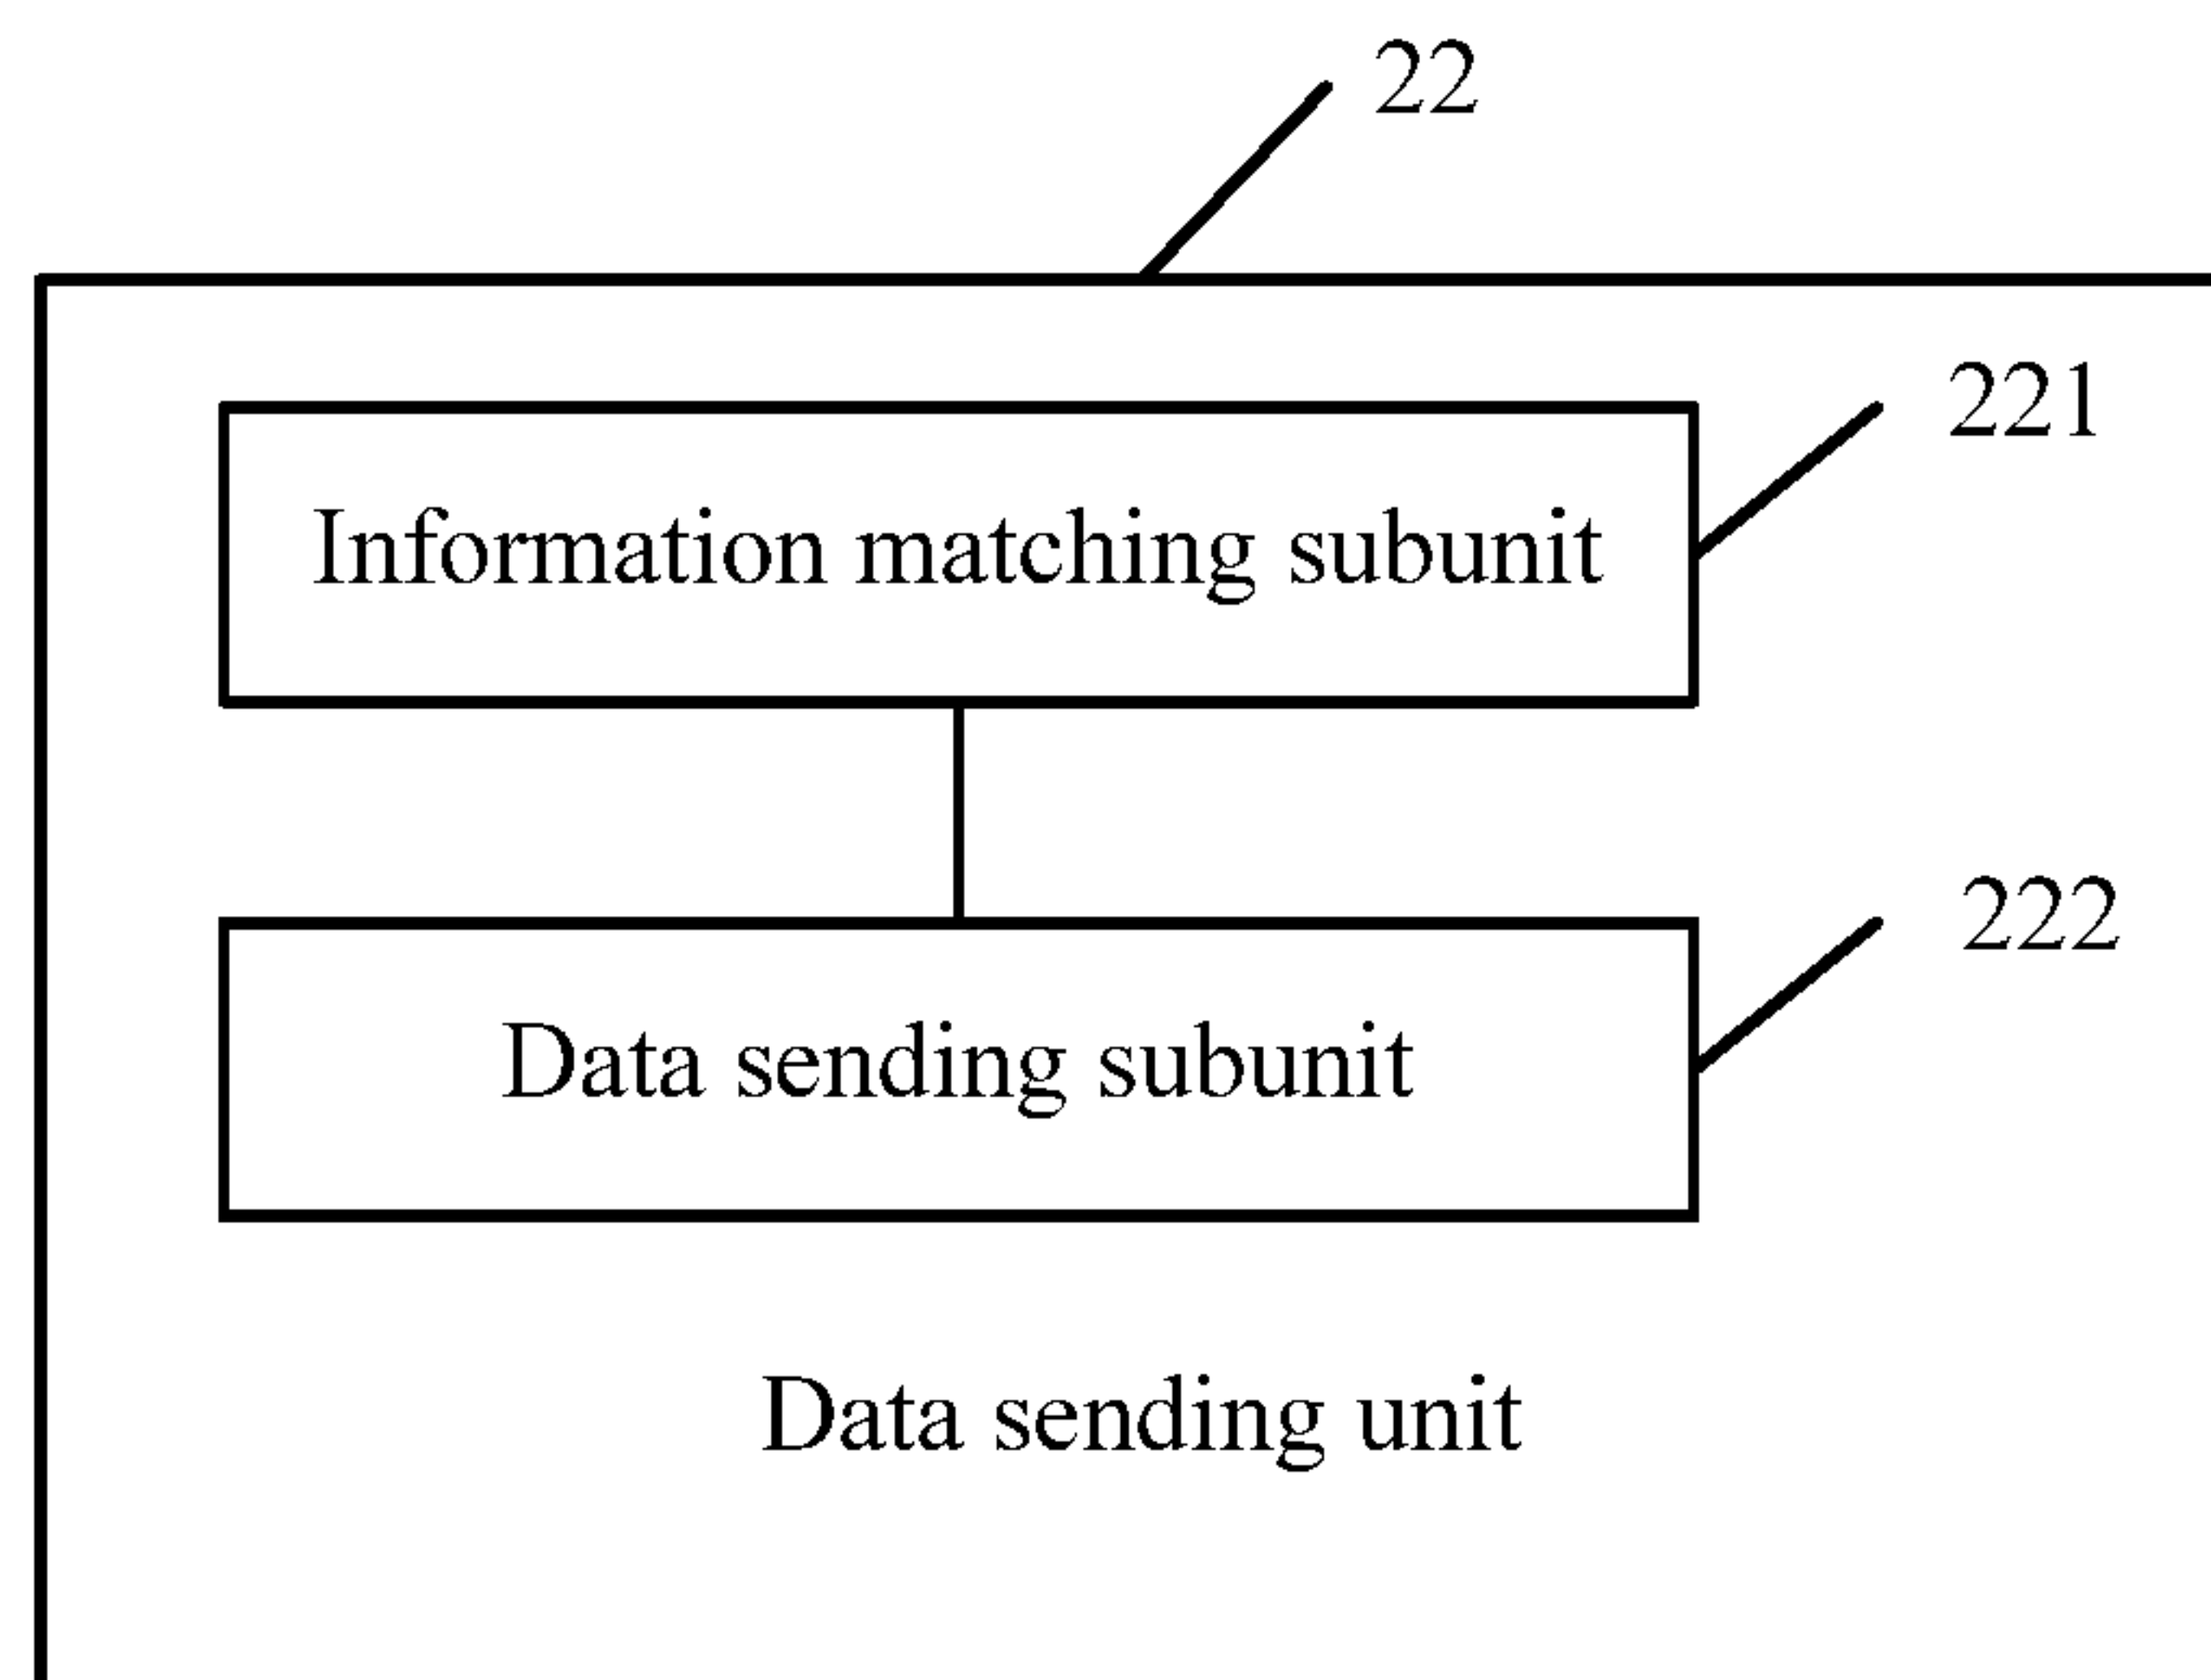 22
221
Information matching subunit
222
Data sending subunit
Data sending unit